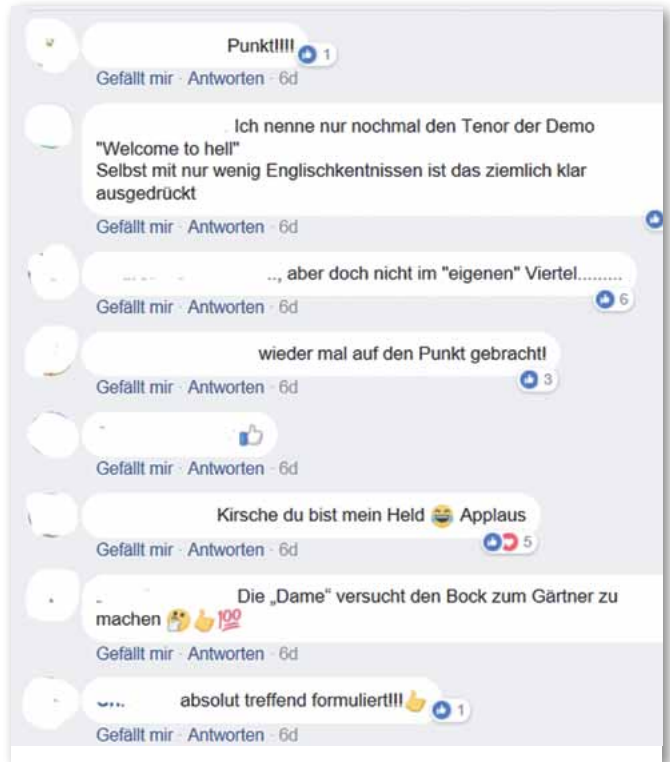 Punkt!!!! 1
Gefällt mir · Antworten · 6d
Ich nenne nur nochmal den Tenor der Demo
"Welcome to hell"
Selbst mit nur wenig Englischkentnissen ist das ziemlich klar
ausgedrückt
Gefällt mir · Antworten · 6d
.., aber doch nicht im "eigenen" Viertel.........
6
Gefällt mir · Antworten · 6d
wieder mal auf den Punkt gebracht!
3
Gefällt mir · Antworten · 6d
Gefällt mir · Antworten · 6d
Kirsche du bist mein Held 😂 Applaus
5
Gefällt mir · Antworten · 6d
Die „Dame“ versucht den Bock zum Gärtner zu
machen 🤔👍💯
Gefällt mir · Antworten · 6d
absolut treffend formuliert!!!👍 1
Gefällt mir · Antworten · 6d